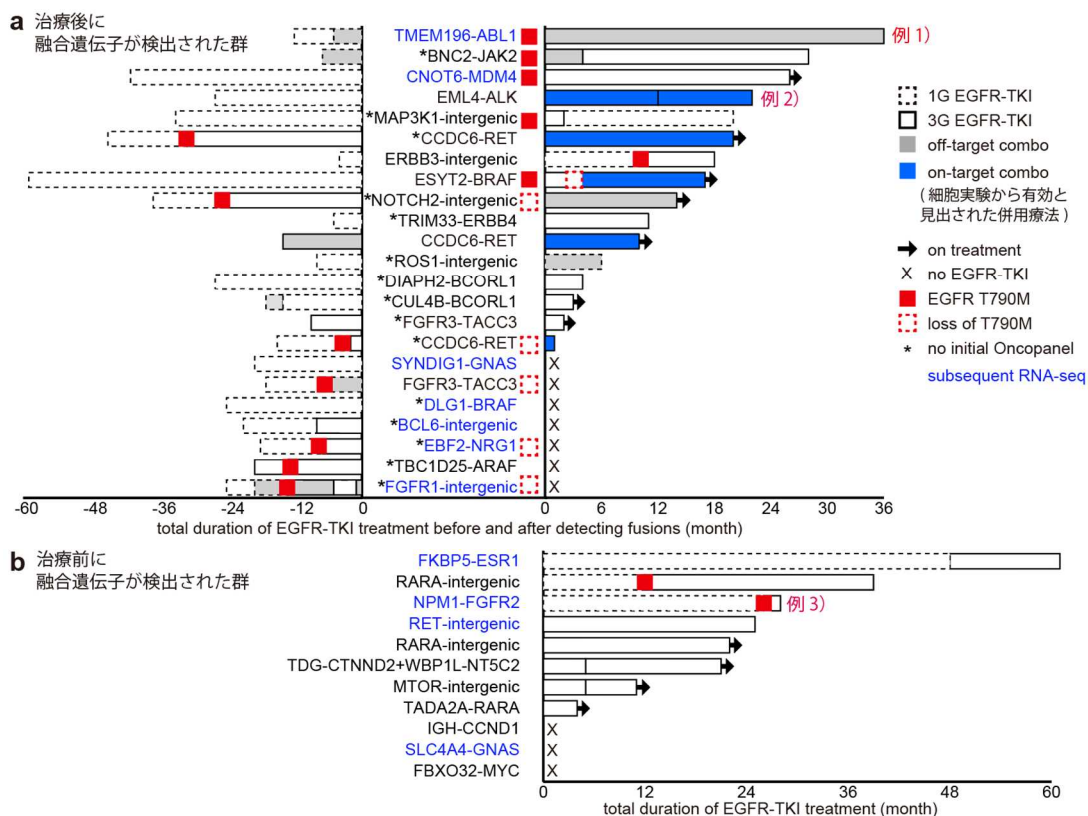 a 治療後に
融合遺伝子が検出された群
TMEM196-ABL1
例 1)
*BNC2-JAK2
CNOT6-MDM4
EML4-ALK
例 2)
*MAP3K1-intergenic
*CCDC6-RET
ERBB3-intergenic
ESYT2-BRAF
*NOTCH2-intergenic
*TRIM33-ERBB4
CCDC6-RET
*ROS1-intergenic
*DIAPH2-BCORL1
*CUL4B-BCORL1
*FGFR3-TACC3
*CCDC6-RET
SYNDIG1-GNAS X
FGFR3-TACC3 X
*DLG1-BRAF X
*BCL6-intergenic X
*EBF2-NRG1 X
*TBC1D25-ARAF X
*FGFR1-intergenic X
-60 -48 -36 -24 -12 0 0 6 12 18 24 30 36
total duration of EGFR-TKI treatment before and after detecting fusions (month)
1G EGFR-TKI
3G EGFR-TKI
off-target combo
on-target combo
( 細胞実験から有効と
見出された併用療法 )
on treatment
X no EGFR-TKI
EGFR T790M
loss of T790M
* no initial Oncopanel
subsequent RNA-seq
b 治療前に
融合遺伝子が検出された群
FKBP5-ESR1
RARA-intergenic
NPM1-FGFR2
例 3)
RET-intergenic
RARA-intergenic
TDG-CTNND2+WBP1L-NT5C2
MTOR-intergenic
TADA2A-RARA
IGH-CCND1 X
SLC4A4-GNAS X
FBXO32-MYC X
0 12 24 36 48 60
total duration of EGFR-TKI treatment (month)